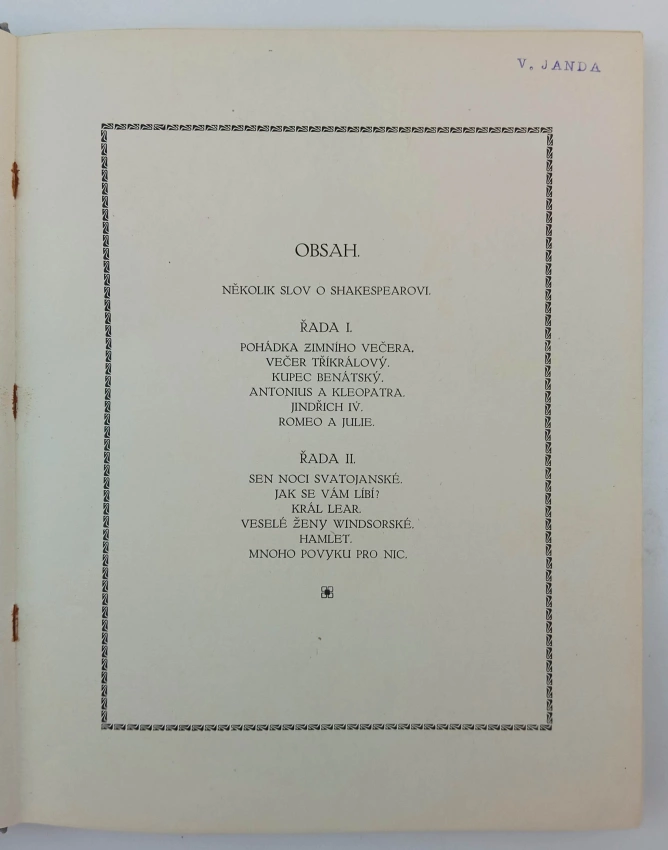 V. JANDA
OBSAH.
NĚKOLIK SLOV O SHAKESPEAROVI.
ŘADA I.
POHÁDKA ZIMNÍHO VEČERA.
VEČER TŘÍKRÁLOVÝ.
KUPEC BENÁTSKÝ.
ANTONIUS A KLEOPATRA.
JINDŘICH IV.
ROMEO A JULIE.
ŘADA II.
SEN NOCI SVATOJANSKÉ.
JAK SE VÁM LÍBÍ?
KRÁL LEAR.
VESELÉ ŽENY WINDSORSKÉ.
HAMLET.
MNOHO POVYKU PRO NIC.